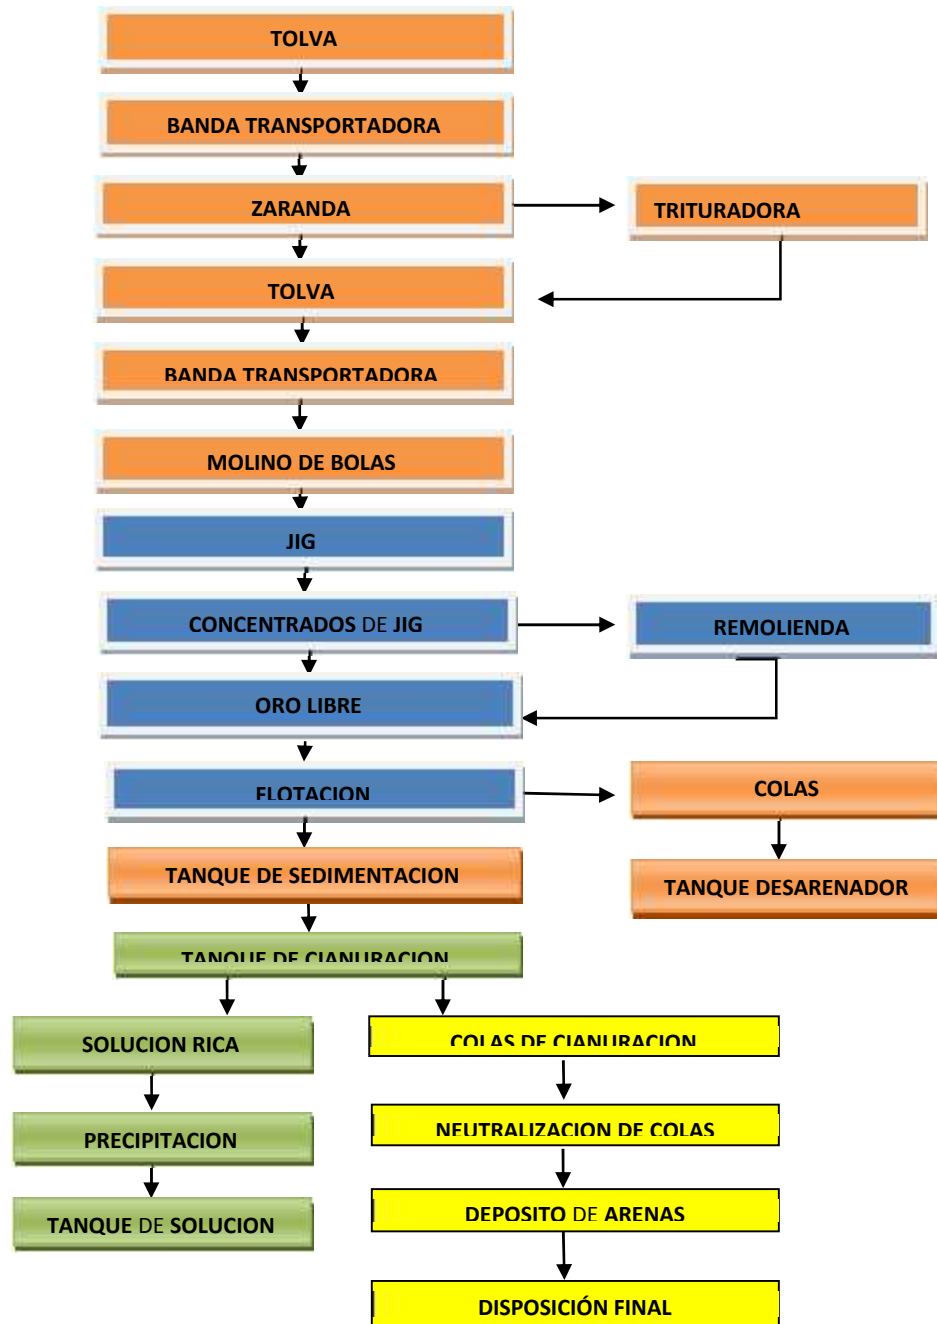 TOLVA
BANDA TRANSPORTADORA
ZARANDA
TRITURADORA
TOLVA
BANDA TRANSPORTADORA
MOLINO DE BOLAS
JIG
CONCENTRADOS DE JIG
REMOLIENDA
ORO LIBRE
FLOTACION
COLAS
TANQUE DE SEDIMENTACION
TANQUE DESARENADOR
TANQUE DE CIANURACION
SOLUCION RICA
COLAS DE CIANURACION
PRECIPITACION
NEUTRALIZACION DE COLAS
TANQUE DE SOLUCION
DEPOSITO DE ARENAS
DISPOSICIÓN FINAL